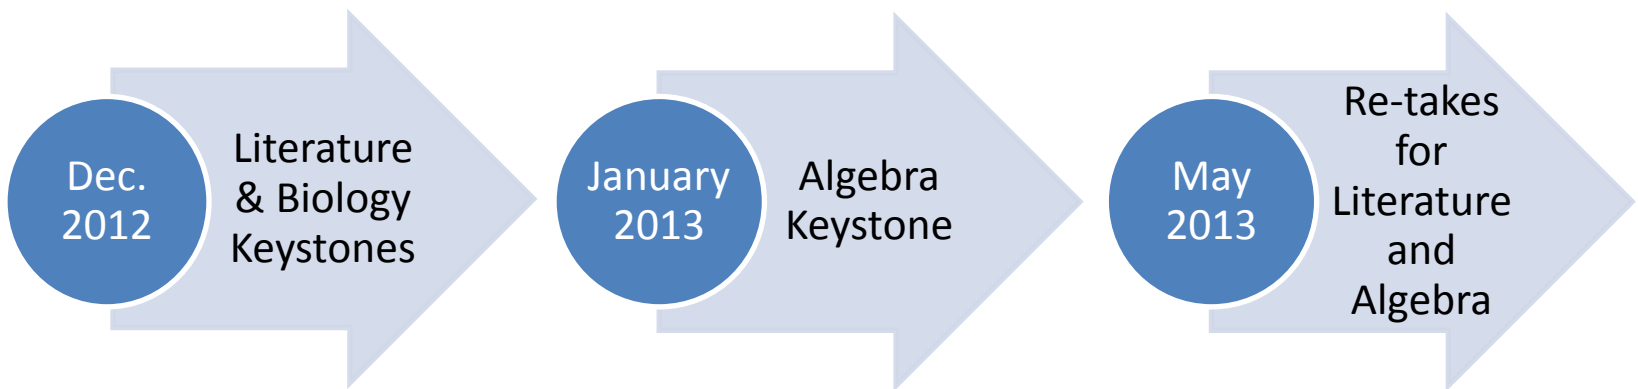 Dec.
2012
Literature
& Biology
Keystones
January
2013
Algebra
Keystone
May
2013
Re-takes
for
Literature
and
Algebra